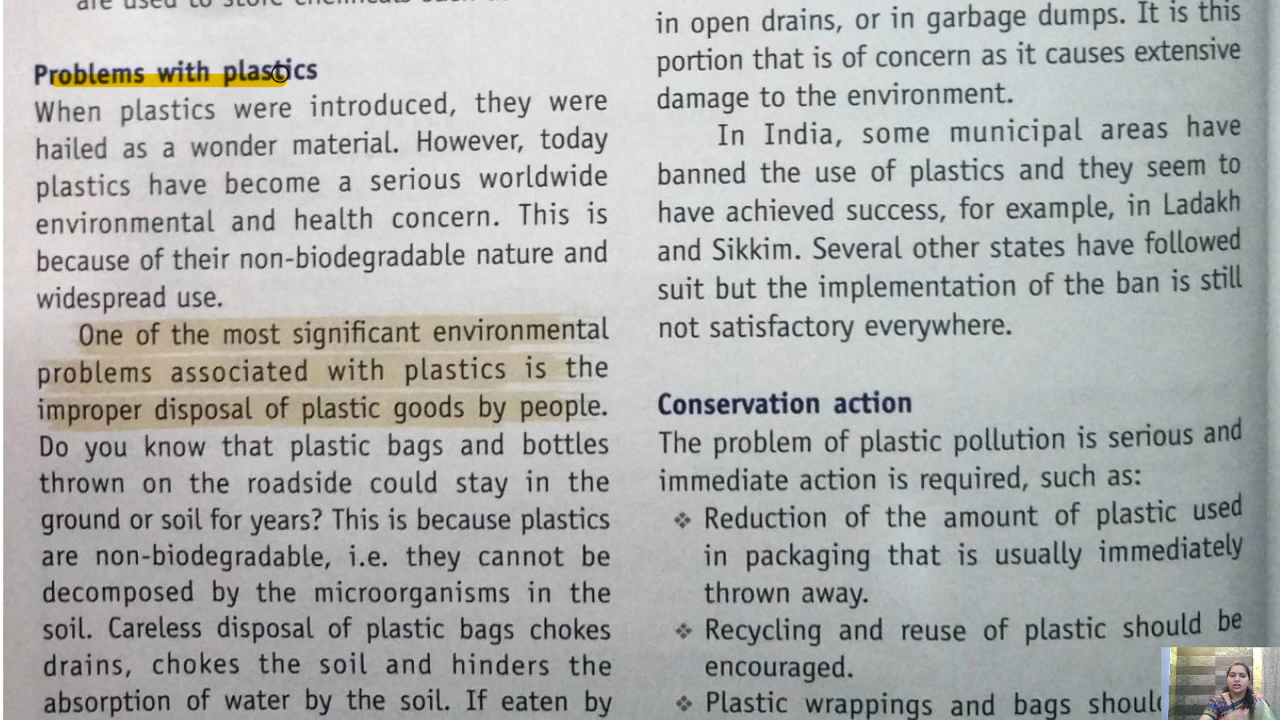 are used to store chemicals such as
Problems with plastics
When plastics were introduced, they were
hailed as a wonder material. However, today
plastics have become a serious worldwide
environmental and health concern. This is
because of their non-biodegradable nature and
widespread use.
One of the most significant environmental
problems associated with plastics is the
improper disposal of plastic goods by people.
Do you know that plastic bags and bottles
thrown on the roadside could stay in the
ground or soil for years? This is because plastics
are non-biodegradable, i.e. they cannot be
decomposed by the microorganisms in the
soil. Careless disposal of plastic bags chokes
drains, chokes the soil and hinders the
absorption of water by the soil. If eaten by
in open drains, or in garbage dumps. It is this
portion that is of concern as it causes extensive
damage to the environment.
In India, some municipal areas have
banned the use of plastics and they seem to
have achieved success, for example, in Ladakh
and Sikkim. Several other states have followed
suit but the implementation of the ban is still
not satisfactory everywhere.
Conservation action
The problem of plastic pollution is serious and
immediate action is required, such as:
❖ Reduction of the amount of plastic used
in packaging that is usually immediately
thrown away.
❖ Recycling and reuse of plastic should be
encouraged.
❖ Plastic wrappings and bags should